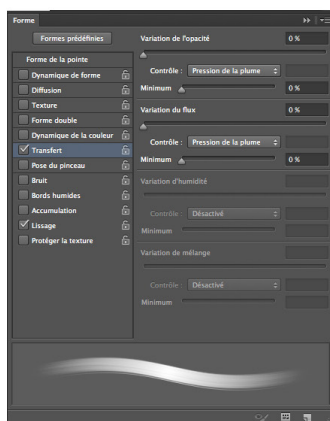 Forme
Formes prédéfinies
Forme de la pointe
Dynamique de forme
Diffusion
Texture
Forme double
Dynamique de la couleur
Transfert
Pose du pinceau
Bruit
Bords humides
Accumulation
Lissage
Protéger la texture
Variation de l'opacité 0 %
Contrôle : Pression de la plume
Minimum 0 %
Variation du flux 0 %
Contrôle : Pression de la plume
Minimum 0 %
Variation d'humidité
Contrôle : Désactivé
Minimum
Variation de mélange
Contrôle : Désactivé
Minimum